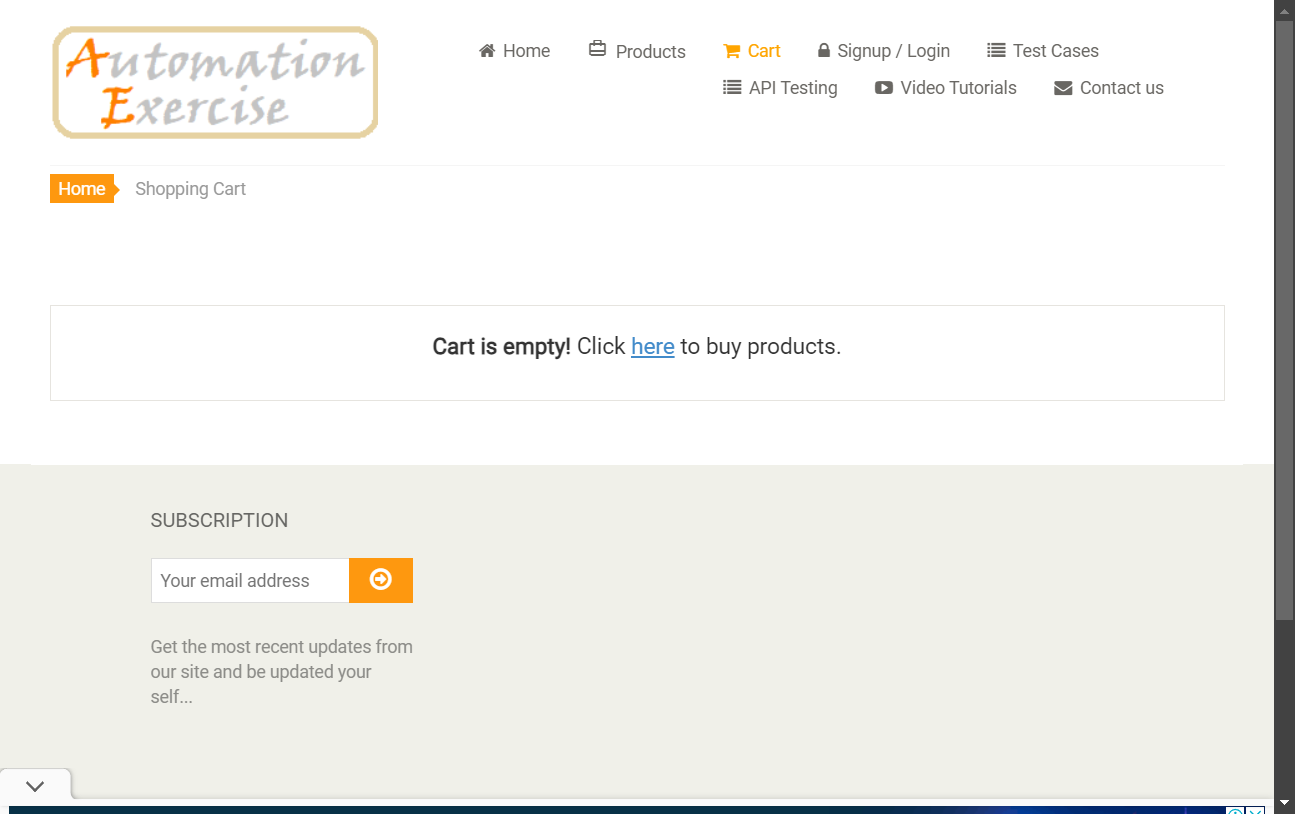 Automation
Exercise
Home Products Cart Signup / Login Test Cases
API Testing Video Tutorials Contact us
Home Shopping Cart
Cart is empty! Click here to buy products.
SUBSCRIPTION
Your email address
Get the most recent updates from
our site and be updated your
self...